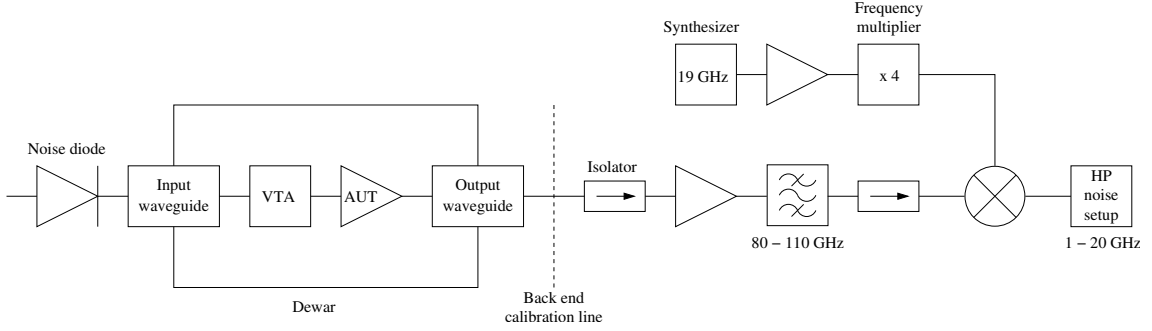 Frequency
multiplier
Synthesizer
19 GHz
x 4
Noise diode
Input
waveguide
VTA
AUT
Output
waveguide
Isolator
HP
noise
setup
80 − 110 GHz
1 − 20 GHz
Dewar
Back end
calibration line